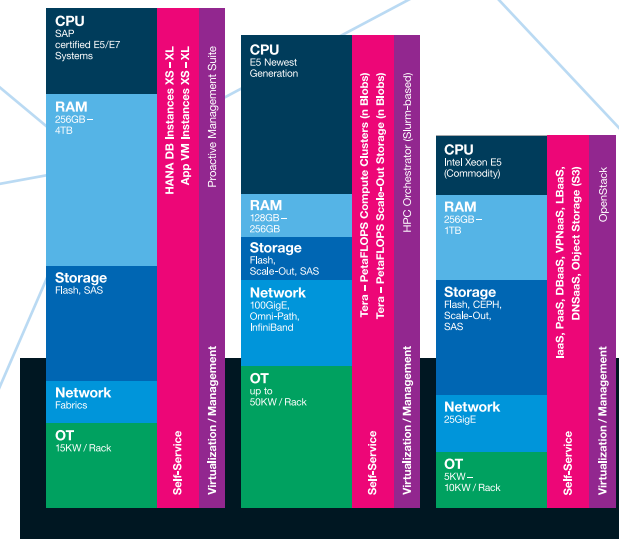 CPU
SAP
certified E5/E7
Systems
RAM
256GB–
4TB
Storage
Flash, SAS
Network
Fabrics
OT
15KW / Rack
HANA DB Instances XS – XL
App VM Instances XS – XL
Self-Service
Proactive Management Suite
Virtualization / Management
CPU
E5 Newest
Generation
RAM
128GB–
256GB
Storage
Flash,
Scale-Out, SAS
Network
100GigE,
Omni-Path,
InfiniBand
OT
up to
50KW / Rack
Tera – PetaFLOPS Compute Clusters (n Blobs)
Tera – PetaFLOPS Scale-Out Storage (n Blobs)
Self-Service
HPC Orchestrator (Slurm-based)
Virtualization / Management
CPU
Intel Xeon E5
(Commodity)
RAM
256GB–
1TB
Storage
Flash, CEPH,
Scale-Out,
SAS
Network
25GigE
OT
5KW–
10KW / Rack
IaaS, PaaS, DBaaS, VPNaaS, LBaaS,
DNSaaS, Object Storage (S3)
Self-Service
OpenStack
Virtualization / Management